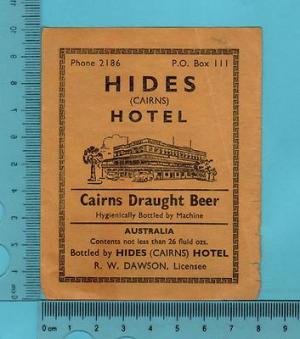 Phone 2186 P.O. Box 111
HIDES
(CAIRNS)
HOTEL
Cairns Draught Beer
Hygienically Bottled by Machine
AUSTRALIA
Contents not less than 26 fluid ozs.
Bottled by HIDES (CAIRNS) HOTEL
R. W. DAWSON, Licensee
0 cm 1 2 3 4 5 6 7 8 9